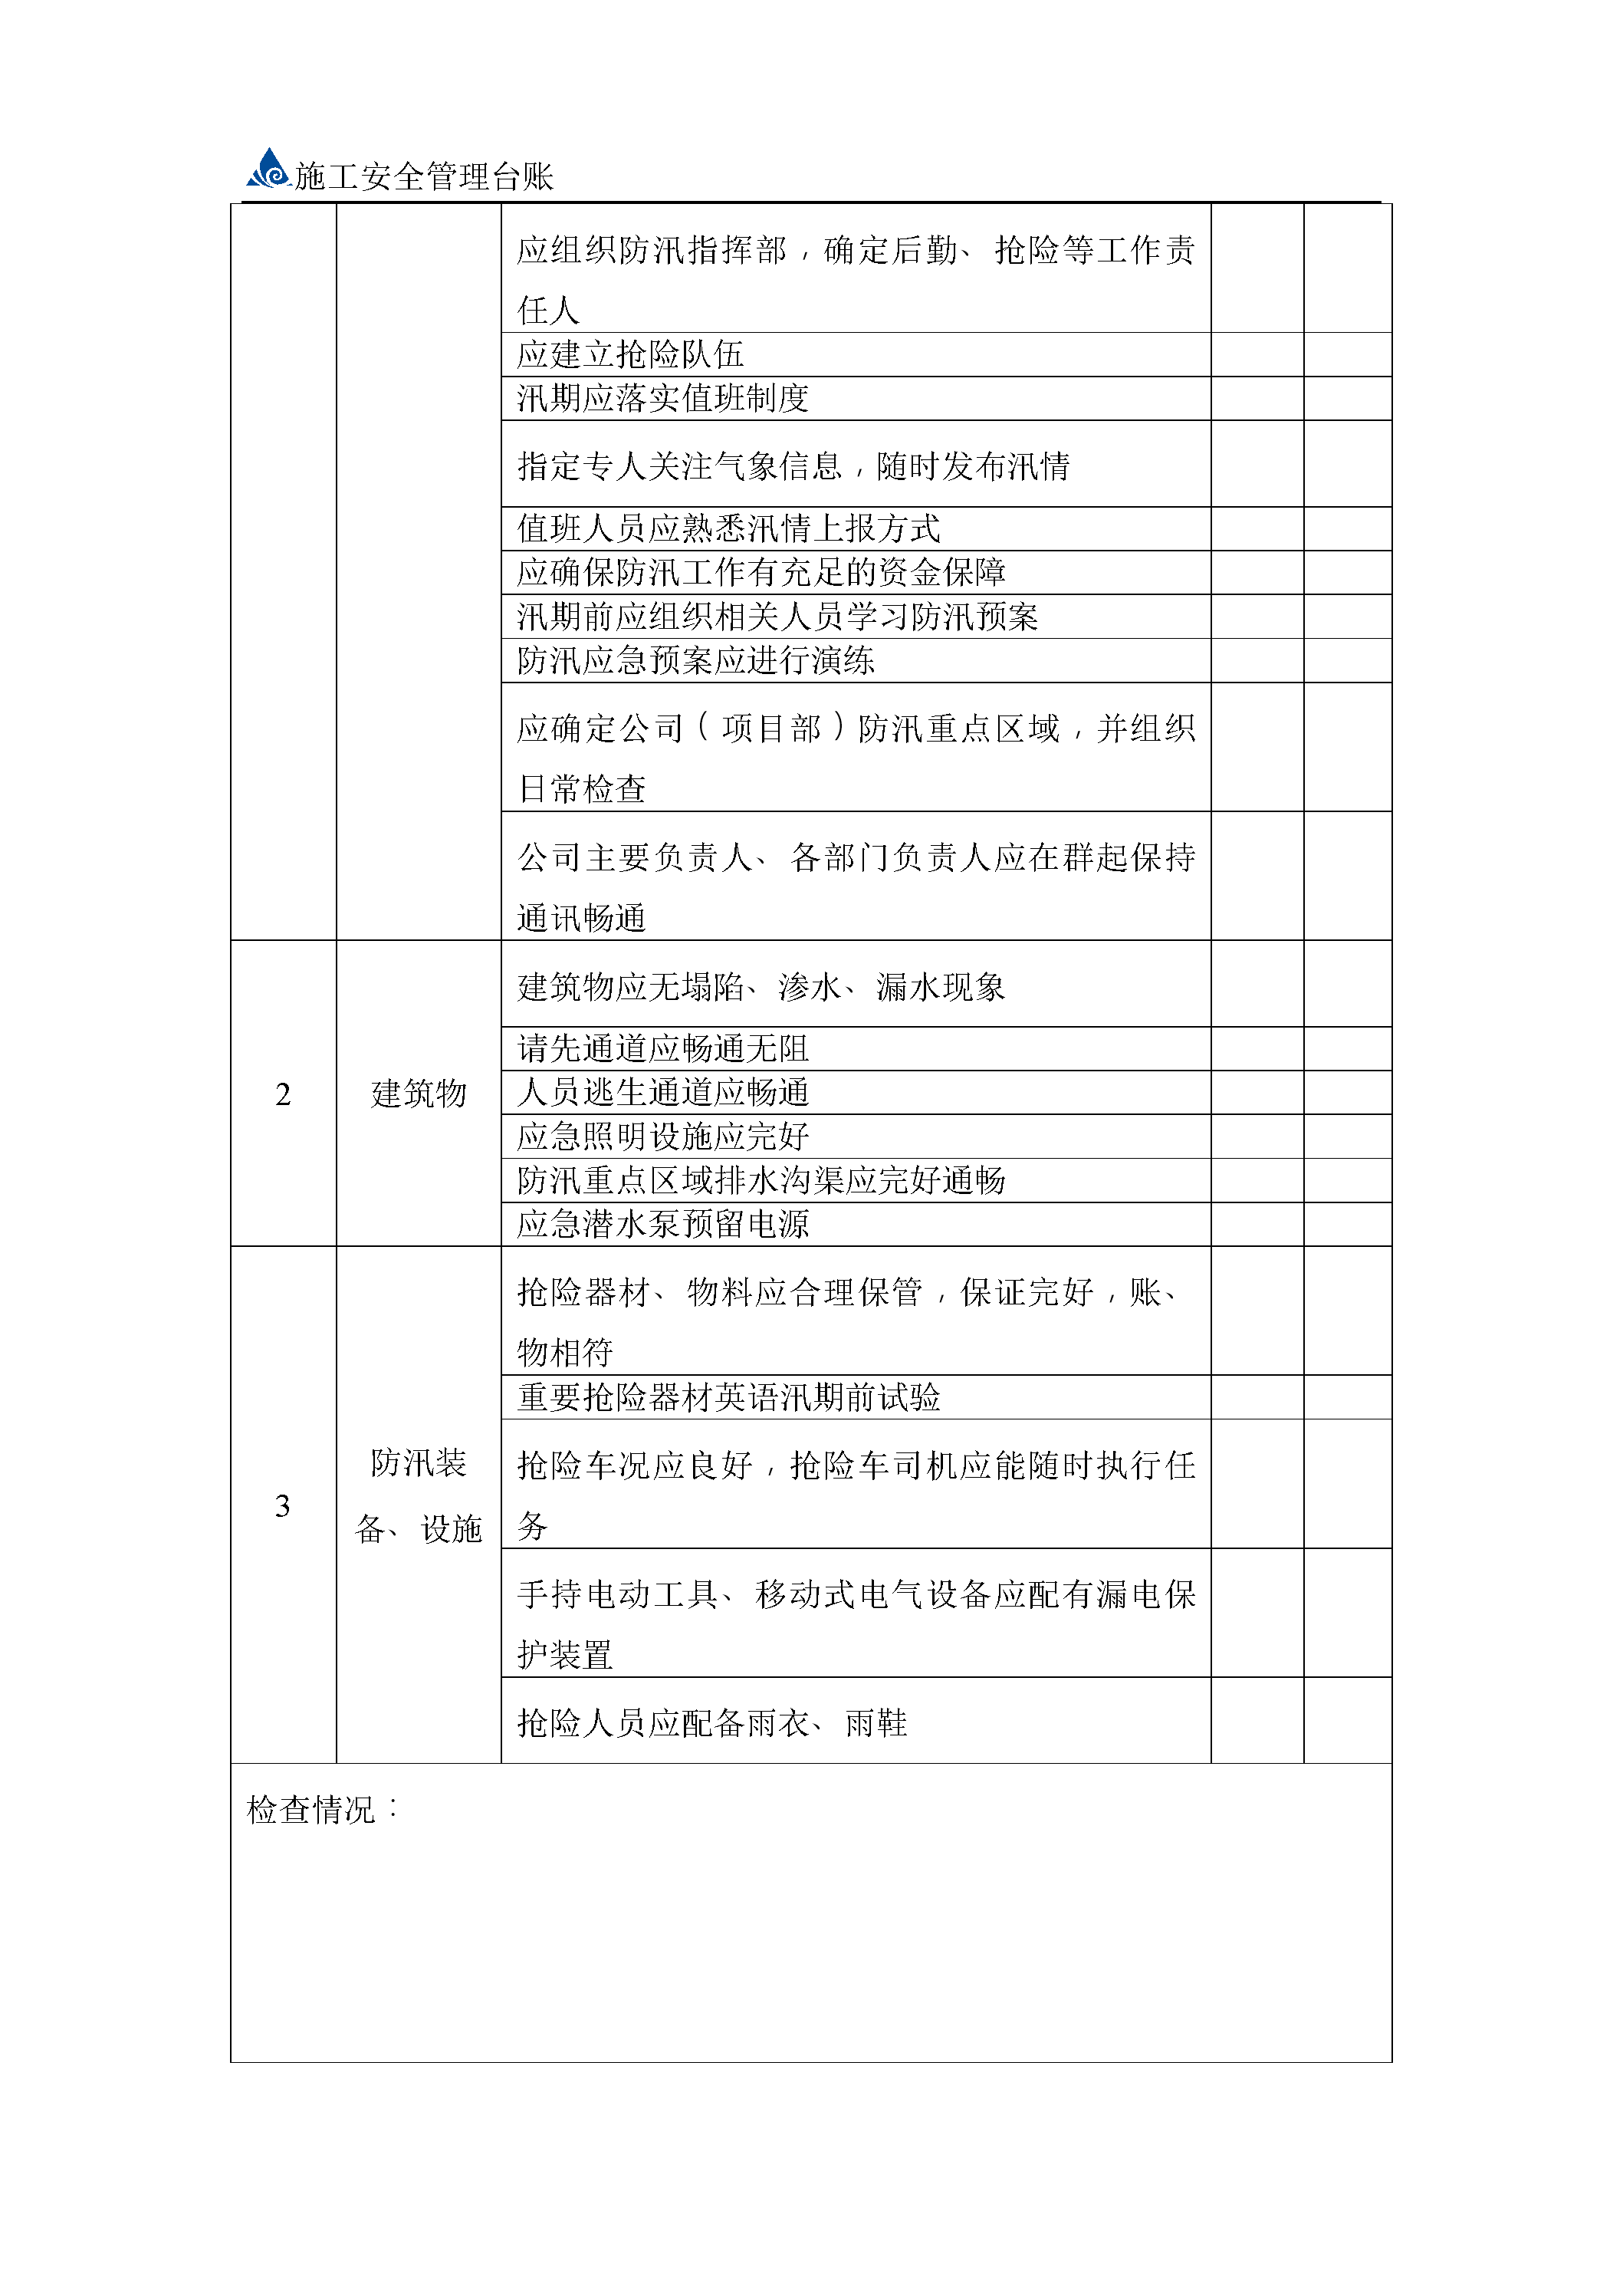 施工安全管理台账
应组织防汛指挥部，确定后勤、抢险等工作责
任人
应建立抢险队伍
汛期应落实值班制度
指定专人关注气象信息，随时发布汛情
值班人员应熟悉汛情上报方式
应确保防汛工作有充足的资金保障
汛期前应组织相关人员学习防汛预案
防汛应急预案应进行演练
应确定公司（项目部）防汛重点区域，并组织
日常检查
公司主要负责人、各部门负责人应在群起保持
通讯畅通
2
建筑物
建筑物应无塌陷、渗水、漏水现象
请先通道应畅通无阻
人员逃生通道应畅通
应急照明设施应完好
防汛重点区域排水沟渠应完好通畅
应急潜水泵预留电源
3
防汛装
备、设施
抢险器材、物料应合理保管，保证完好，账、
物相符
重要抢险器材英语汛期前试验
抢险车况应良好，抢险车司机应能随时执行任
务
手持电动工具、移动式电气设备应配有漏电保
护装置
抢险人员应配备雨衣、雨鞋
检查情况：